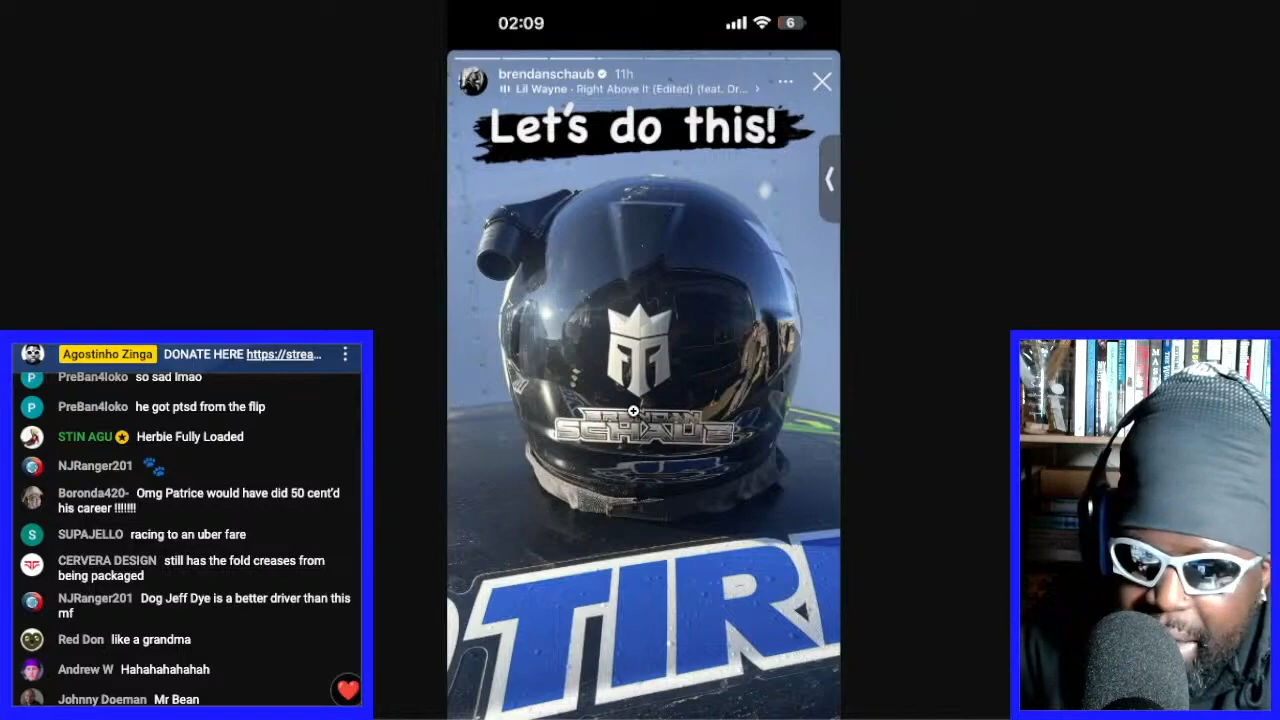 02:09
6
brendanschaub 11h
Lil Wayne · Right Above It (Edited) (feat. Dr...
Let's do this!
BRENDAN
SCHAUB
TIR
Agostinho Zinga DONATE HERE https://strea...
PreBan4loko so sad lmao
PreBan4loko he got ptsd from the flip
STIN AGU Herbie Fully Loaded
NJRanger201
Boronda420- Omg Patrice would have did 50 cent'd
his career !!!!!!!
SUPAJELLO racing to an uber fare
CERVERA DESIGN still has the fold creases from
being packaged
NJRanger201 Dog Jeff Dye is a better driver than this
mf
Red Don like a grandma
Andrew W Hahahahahahah
Johnny Doeman Mr Bean